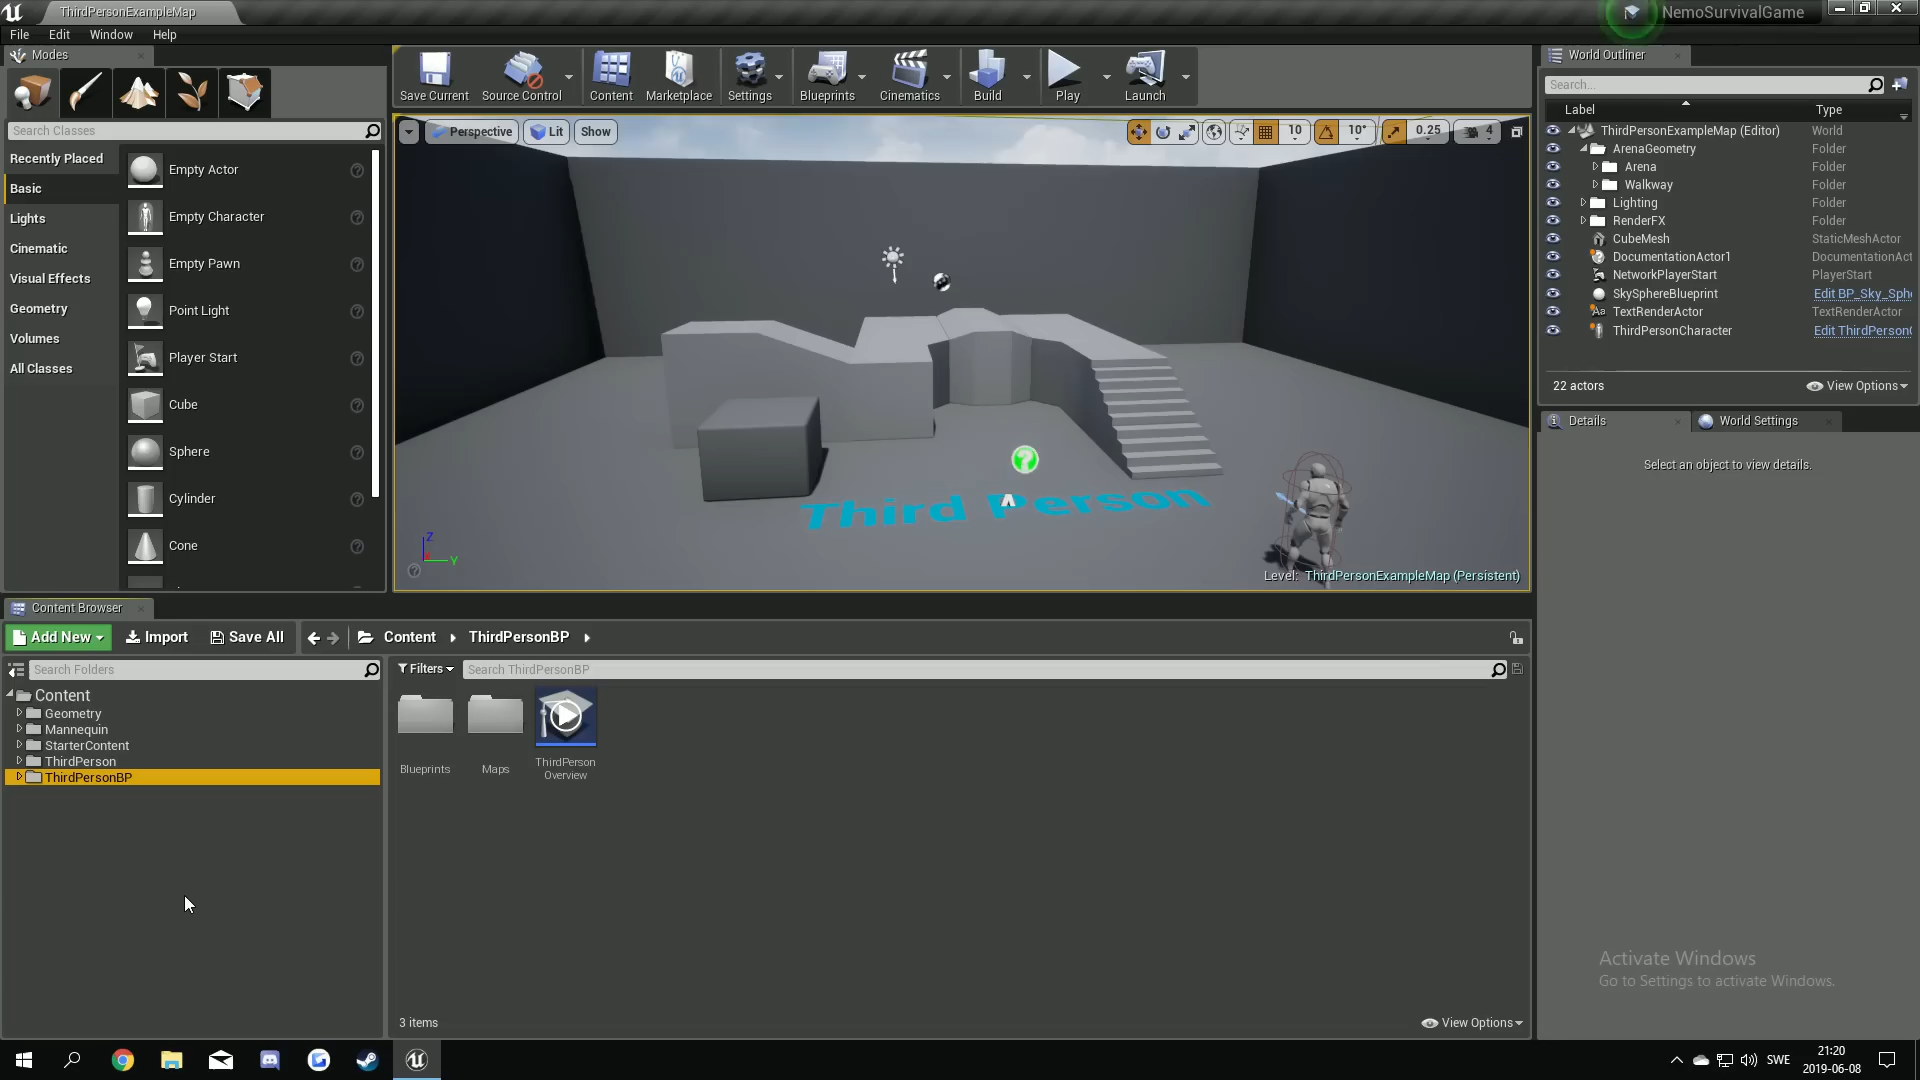 ThirdPersonExampleMap
NemoSurvivalGame
File Edit Window Help
Modes
Search Classes
Recently Placed
Basic
Lights
Cinematic
Visual Effects
Geometry
Volumes
All Classes
Empty Actor
Empty Character
Empty Pawn
Point Light
Player Start
Cube
Sphere
Cylinder
Cone
Save Current
Source Control
Content
Marketplace
Settings
Blueprints
Cinematics
Build
Play
Launch
Perspective Lit Show
10 10° 0.25 4
Third Person
Z
Y
Level: ThirdPersonExampleMap (Persistent)
World Outliner
Search...
Label Type
ThirdPersonExampleMap (Editor) World
ArenaGeometry Folder
Arena Folder
Walkway Folder
Lighting Folder
RenderFX Folder
CubeMesh StaticMeshActor
DocumentationActor1 DocumentationAct
NetworkPlayerStart PlayerStart
SkySphereBlueprint Edit BP_Sky_Sph
TextRenderActor TextRenderActor
ThirdPersonCharacter Edit ThirdPerson
22 actors View Options
Details World Settings
Select an object to view details.
Content Browser
Add New Import Save All Content ThirdPersonBP
Search Folders
Content
Geometry
Mannequin
StarterContent
ThirdPerson
ThirdPersonBP
Filters Search ThirdPersonBP
Blueprints
Maps
ThirdPerson
Overview
3 items View Options
Activate Windows
Go to Settings to activate Windows.
SWE
21:20
2019-06-08